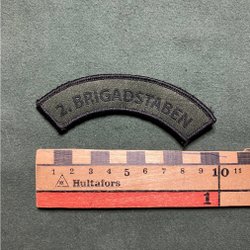 2. BRIGADSTABEN
1 2 3 4 5 6 7 8 9 10 11
Hultafors
1